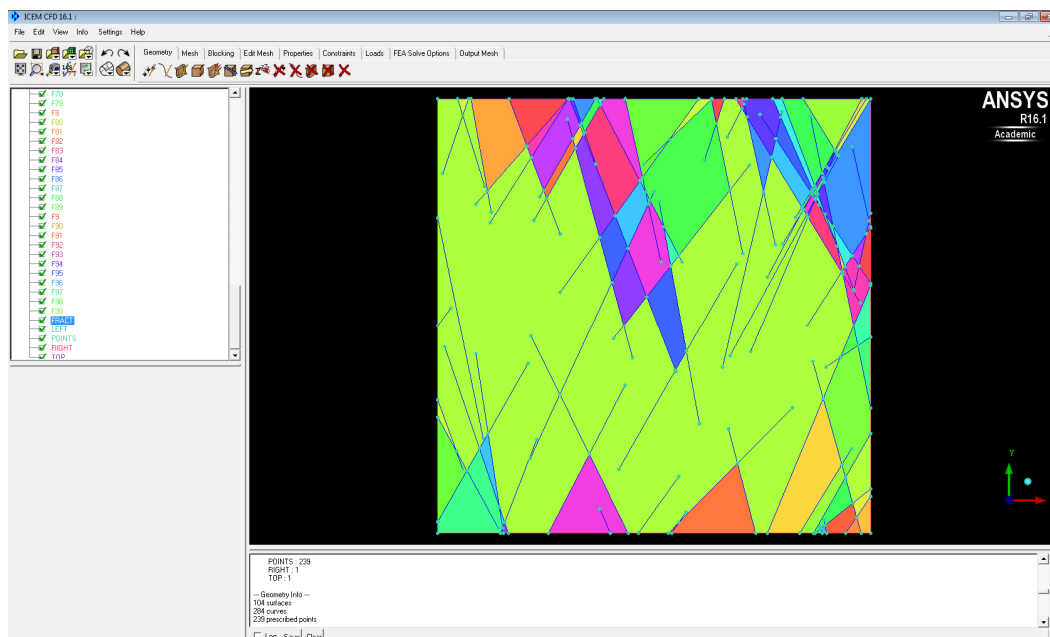 ICEM CFD 16.1 :
File Edit View Info Settings Help
Geometry Mesh Blocking Edit Mesh Properties Constraints Loads FEA Solve Options Output Mesh
F78
F79
F8
F80
F81
F82
F83
F84
F85
F86
F87
F88
F89
F9
F90
F91
F92
F93
F94
F95
F96
F97
F98
F99
FRACT
LEFT
POINTS
RIGHT
TOP
ANSYS
R16.1
Academic
Y
POINTS : 239
RIGHT : 1
TOP : 1
--- Geometry Info ---
104 surfaces
284 curves
239 prescribed points
Log Save Clear